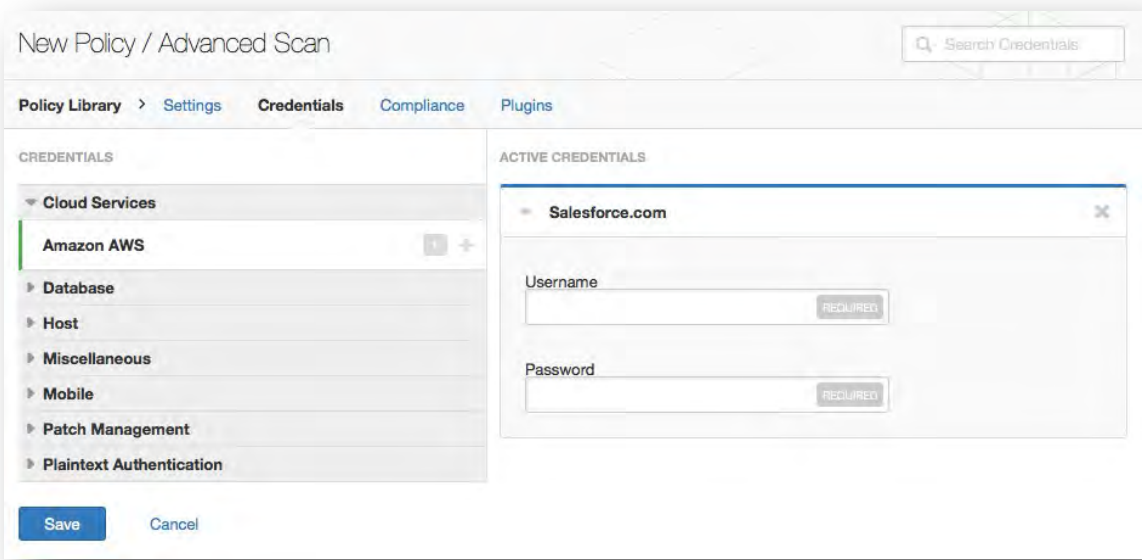 New Policy / Advanced Scan
Search Credentials
Policy Library > Settings Credentials Compliance Plugins
CREDENTIALS
ACTIVE CREDENTIALS
Cloud Services
Salesforce.com
Amazon AWS
1
Database
Username
REQUIRED
Host
Miscellaneous
Password
REQUIRED
Mobile
Patch Management
Plaintext Authentication
Save Cancel